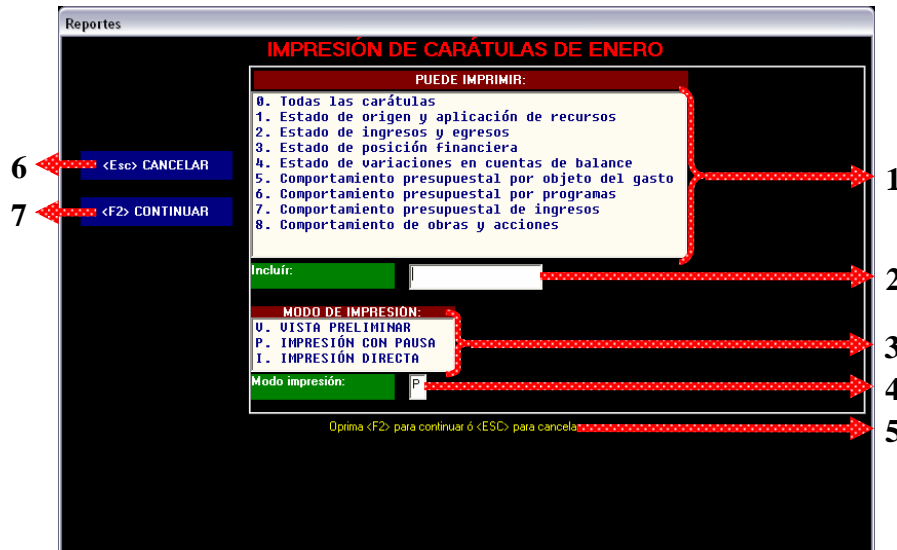 Reportes
IMPRESIÓN DE CARÁTULAS DE ENERO
PUEDE IMPRIMIR:
0. Todas las carátulas
1. Estado de origen y aplicación de recursos
2. Estado de ingresos y egresos
3. Estado de posición financiera
4. Estado de variaciones en cuentas de balance
5. Comportamiento presupuestal por objeto del gasto
6. Comportamiento presupuestal por programas
7. Comportamiento presupuestal de ingresos
8. Comportamiento de obras y acciones
1
6
<Esc> CANCELAR
7
<F2> CONTINUAR
Incluír:
2
MODO DE IMPRESIÓN:
V. VISTA PRELIMINAR
P. IMPRESIÓN CON PAUSA
I. IMPRESIÓN DIRECTA
3
Modo impresión:
P
4
Oprima <F2> para continuar ó <ESC> para cancela
5